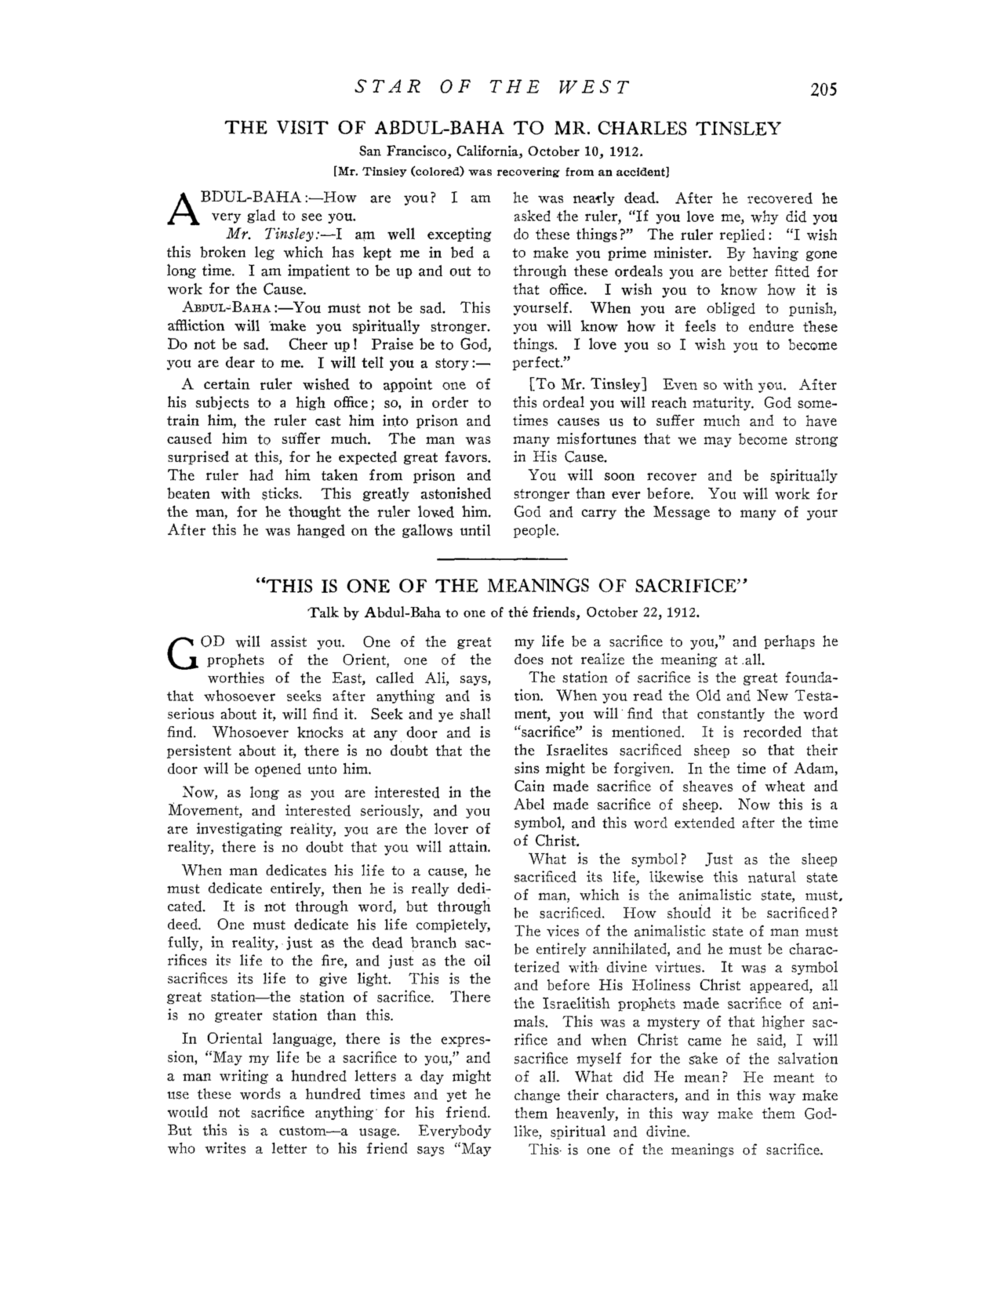 STAR OF THE WEST 205
THE VISIT OF ABDUL-BAHA TO MR. CHARLES TINSLEY
San Francisco, California, October 10, 1912.
[Mr. Tinsley (colored) was recovering from an accident]
ABDUL-BAHA:—How are you? I am
very glad to see you.
Mr. Tinsley:—I am well excepting
this broken leg which has kept me in bed a
long time. I am impatient to be up and out to
work for the Cause.
ABDUL-BAHA:—You must not be sad. This
affliction will make you spiritually stronger.
Do not be sad. Cheer up! Praise be to God,
you are dear to me. I will tell you a story:—
A certain ruler wished to appoint one of
his subjects to a high office; so, in order to
train him, the ruler cast him into prison and
caused him to suffer much. The man was
surprised at this, for he expected great favors.
The ruler had him taken from prison and
beaten with sticks. This greatly astonished
the man, for he thought the ruler loved him.
After this he was hanged on the gallows until
he was nearly dead. After he recovered he
asked the ruler, "If you love me, why did you
do these things?" The ruler replied: "I wish
to make you prime minister. By having gone
through these ordeals you are better fitted for
that office. I wish you to know how it is
yourself. When you are obliged to punish,
you will know how it feels to endure these
things. I love you so I wish you to become
perfect."
[To Mr. Tinsley] Even so with you. After
this ordeal you will reach maturity. God some-
times causes us to suffer much and to have
many misfortunes that we may become strong
in His Cause.
You will soon recover and be spiritually
stronger than ever before. You will work for
God and carry the Message to many of your
people.
"THIS IS ONE OF THE MEANINGS OF SACRIFICE"
Talk by Abdul-Baha to one of the friends, October 22, 1912.
GOD will assist you. One of the great
prophets of the Orient, one of the
worthies of the East, called Ali, says,
that whosoever seeks after anything and is
serious about it, will find it. Seek and ye shall
find. Whosoever knocks at any door and is
persistent about it, there is no doubt that the
door will be opened unto him.
Now, as long as you are interested in the
Movement, and interested seriously, and you
are investigating reality, you are the lover of
reality, there is no doubt that you will attain.
When man dedicates his life to a cause, he
must dedicate entirely, then he is really dedi-
cated. It is not through word, but through
deed. One must dedicate his life completely,
fully, in reality, just as the dead branch sac-
rifices its life to the fire, and just as the oil
sacrifices its life to give light. This is the
great station—the station of sacrifice. There
is no greater station than this.
In Oriental language, there is the expres-
sion, "May my life be a sacrifice to you," and
a man writing a hundred letters a day might
use these words a hundred times and yet he
would not sacrifice anything for his friend.
But this is a custom—a usage. Everybody
who writes a letter to his friend says "May
my life be a sacrifice to you," and perhaps he
does not realize the meaning at all.
The station of sacrifice is the great founda-
tion. When you read the Old and New Testa-
ment, you will find that constantly the word
"sacrifice" is mentioned. It is recorded that
the Israelites sacrificed sheep so that their
sins might be forgiven. In the time of Adam,
Cain made sacrifice of sheaves of wheat and
Abel made sacrifice of sheep. Now this is a
symbol, and this word extended after the time
of Christ.
What is the symbol? Just as the sheep
sacrificed its life, likewise this natural state
of man, which is the animalistic state, must,
be sacrificed. How should it be sacrificed?
The vices of the animalistic state of man must
be entirely annihilated, and he must be charac-
terized with divine virtues. It was a symbol
and before His Holiness Christ appeared, all
the Israelitish prophets made sacrifice of ani-
mals. This was a mystery of that higher sac-
rifice and when Christ came he said, I will
sacrifice myself for the sake of the salvation
of all. What did He mean? He meant to
change their characters, and in this way make
them heavenly, in this way make them God-
like, spiritual and divine.
This is one of the meanings of sacrifice.